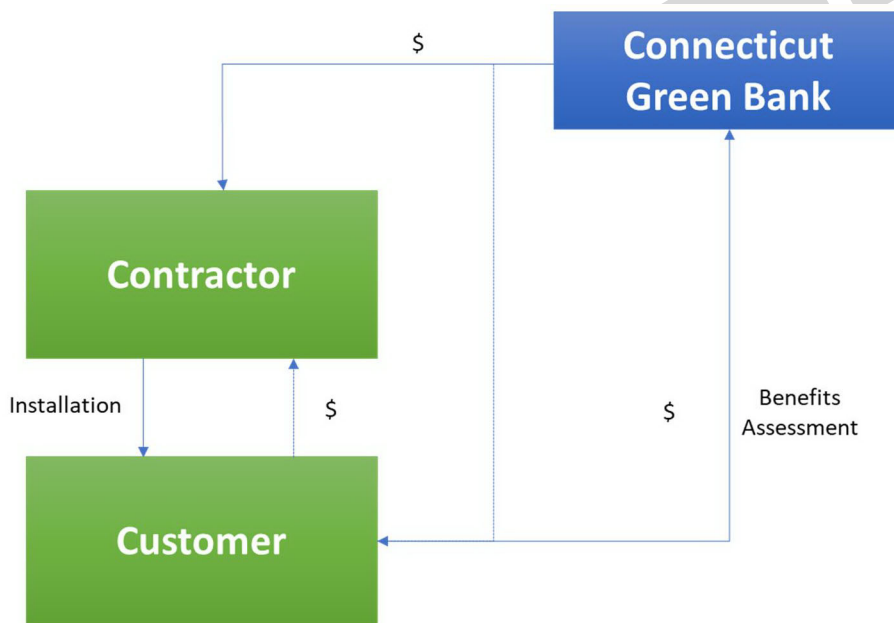 Connecticut
Green Bank
$
Contractor
Installation
$
$
Benefits
Assessment
Customer